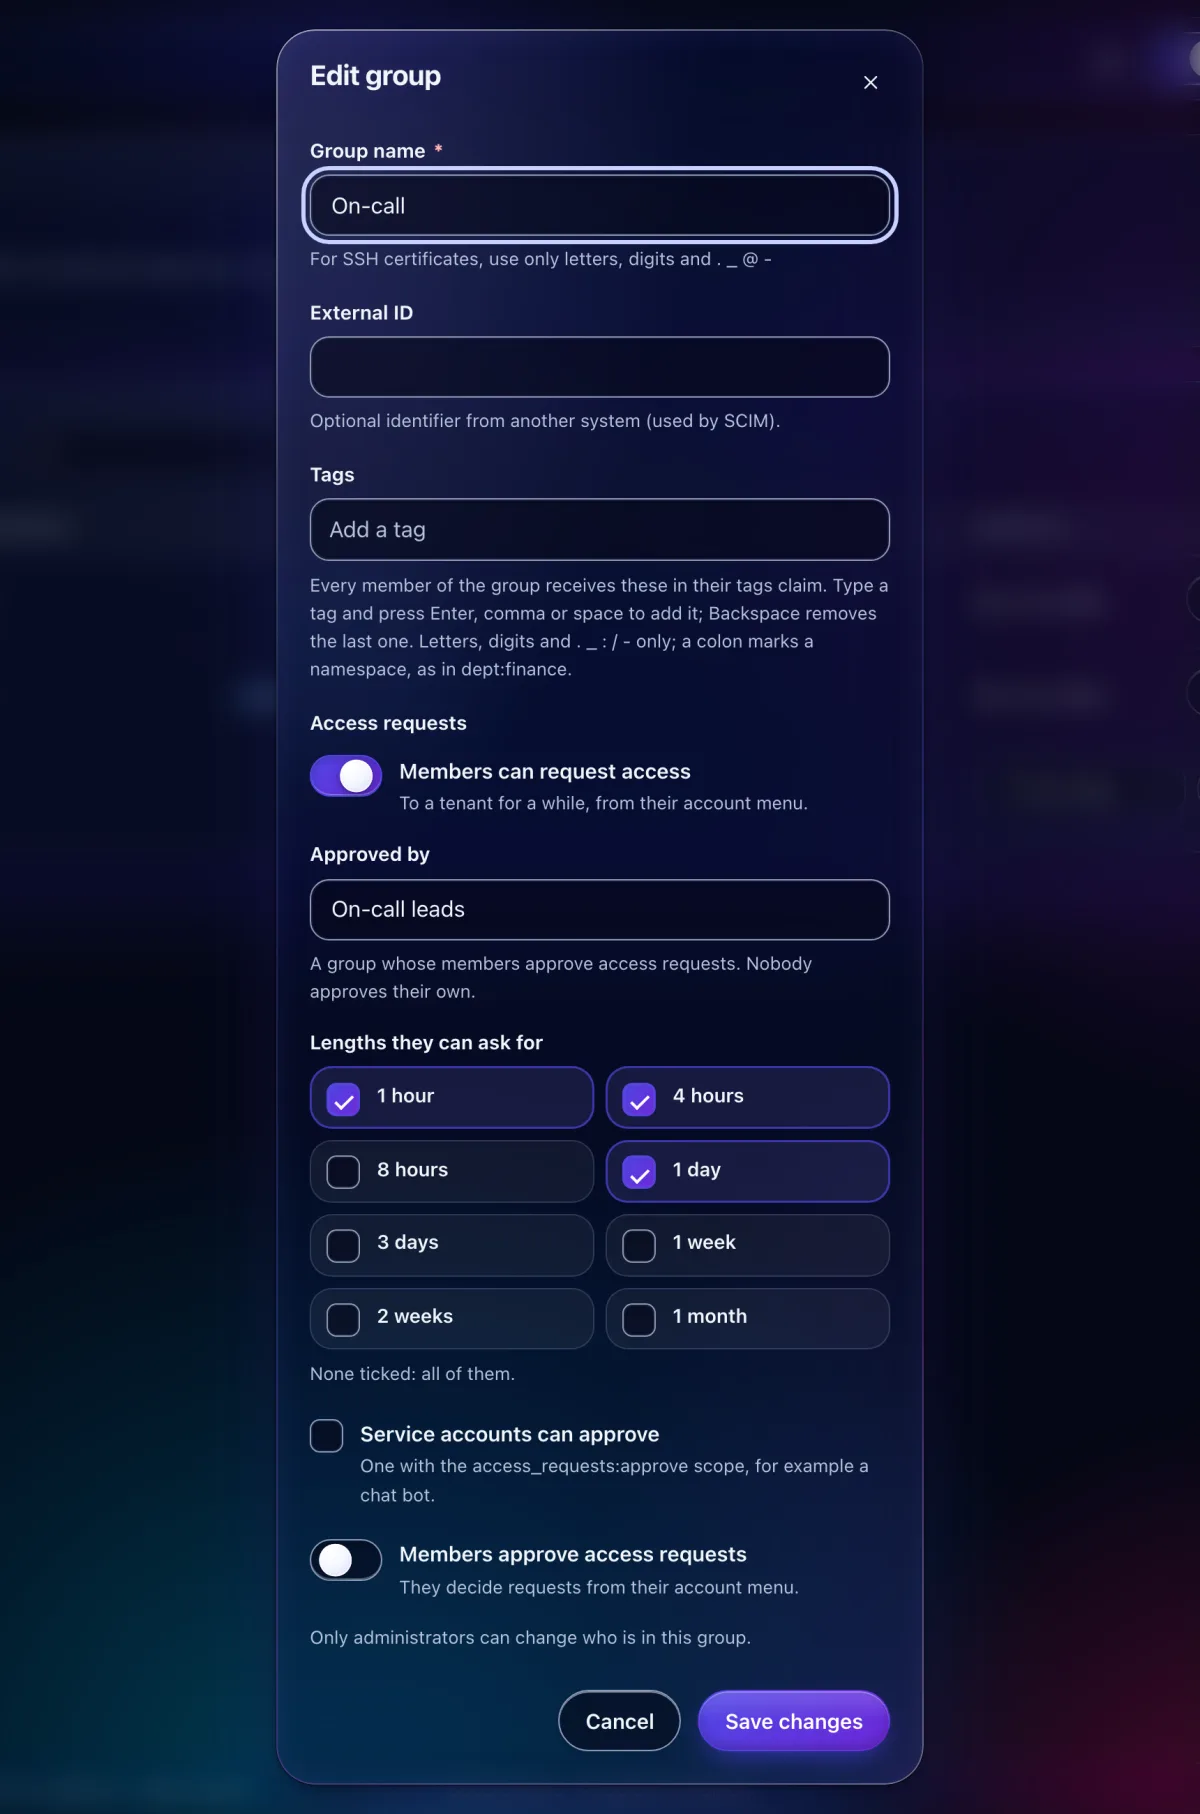 Edit group
Group name *
On-call
For SSH certificates, use only letters, digits and . _ @ -
External ID
Optional identifier from another system (used by SCIM).
Tags
Add a tag
Every member of the group receives these in their tags claim. Type a
tag and press Enter, comma or space to add it; Backspace removes
the last one. Letters, digits and . _ : / - only; a colon marks a
namespace, as in dept:finance.
Access requests
Members can request access
To a tenant for a while, from their account menu.
Approved by
On-call leads
A group whose members approve access requests. Nobody
approves their own.
Lengths they can ask for
1 hour
4 hours
8 hours
1 day
3 days
1 week
2 weeks
1 month
None ticked: all of them.
Service accounts can approve
One with the access_requests:approve scope, for example a
chat bot.
Members approve access requests
They decide requests from their account menu.
Only administrators can change who is in this group.
Cancel
Save changes